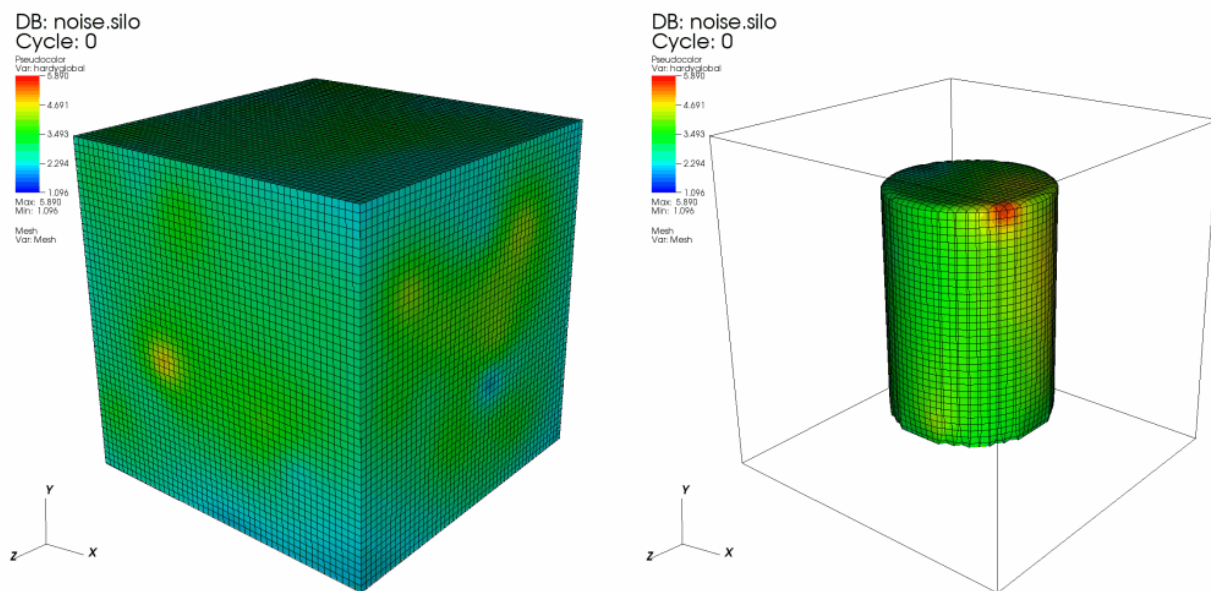 DB: noise.silo
Cycle: 0
Pseudocolor
Var: hardyglobal
5.890
4.691
3.493
2.294
1.096
Max: 5.890
Min: 1.096
Mesh
Var: Mesh
Y
Z
X
DB: noise.silo
Cycle: 0
Pseudocolor
Var: hardyglobal
5.890
4.691
3.493
2.294
1.096
Max: 5.890
Min: 1.096
Mesh
Var: Mesh
Y
Z
X